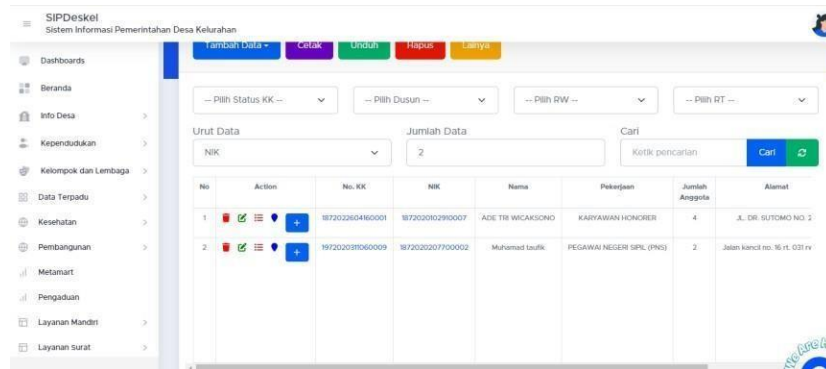 SIPDeskel
Sistem Informasi Pemerintahan Desa Kelurahan
Dashboards
Beranda
Info Desa
Kependudukan
Kelompok dan Lembaga
Data Terpadu
Kesehatan
Pembangunan
Metamart
Pengaduan
Layanan Mandiri
Layanan Surat
Tambah Data Cetak Unduh Hapus Lainya
-- Pilih Status KK -- -- Pilih Dusun -- -- Pilih RW -- -- Pilih RT --
Urut Data Jumlah Data Cari
NIK 2 Ketik pencarian Cari
No Action No. KK NIK Nama Pekerjaan Jumlah Anggota Alamat
1 1872022604160001 1872020102910007 ADE TRI WICAKSONO KARYAWAN HONORER 4 JL. DR. SUTOMO NO. 2
2 1972020311060009 1872020207700002 Muhamad taufik PEGAWAI NEGERI SIPIL (PNS) 2 Jalan kancil no. 16 rt. 031 rv
We Are